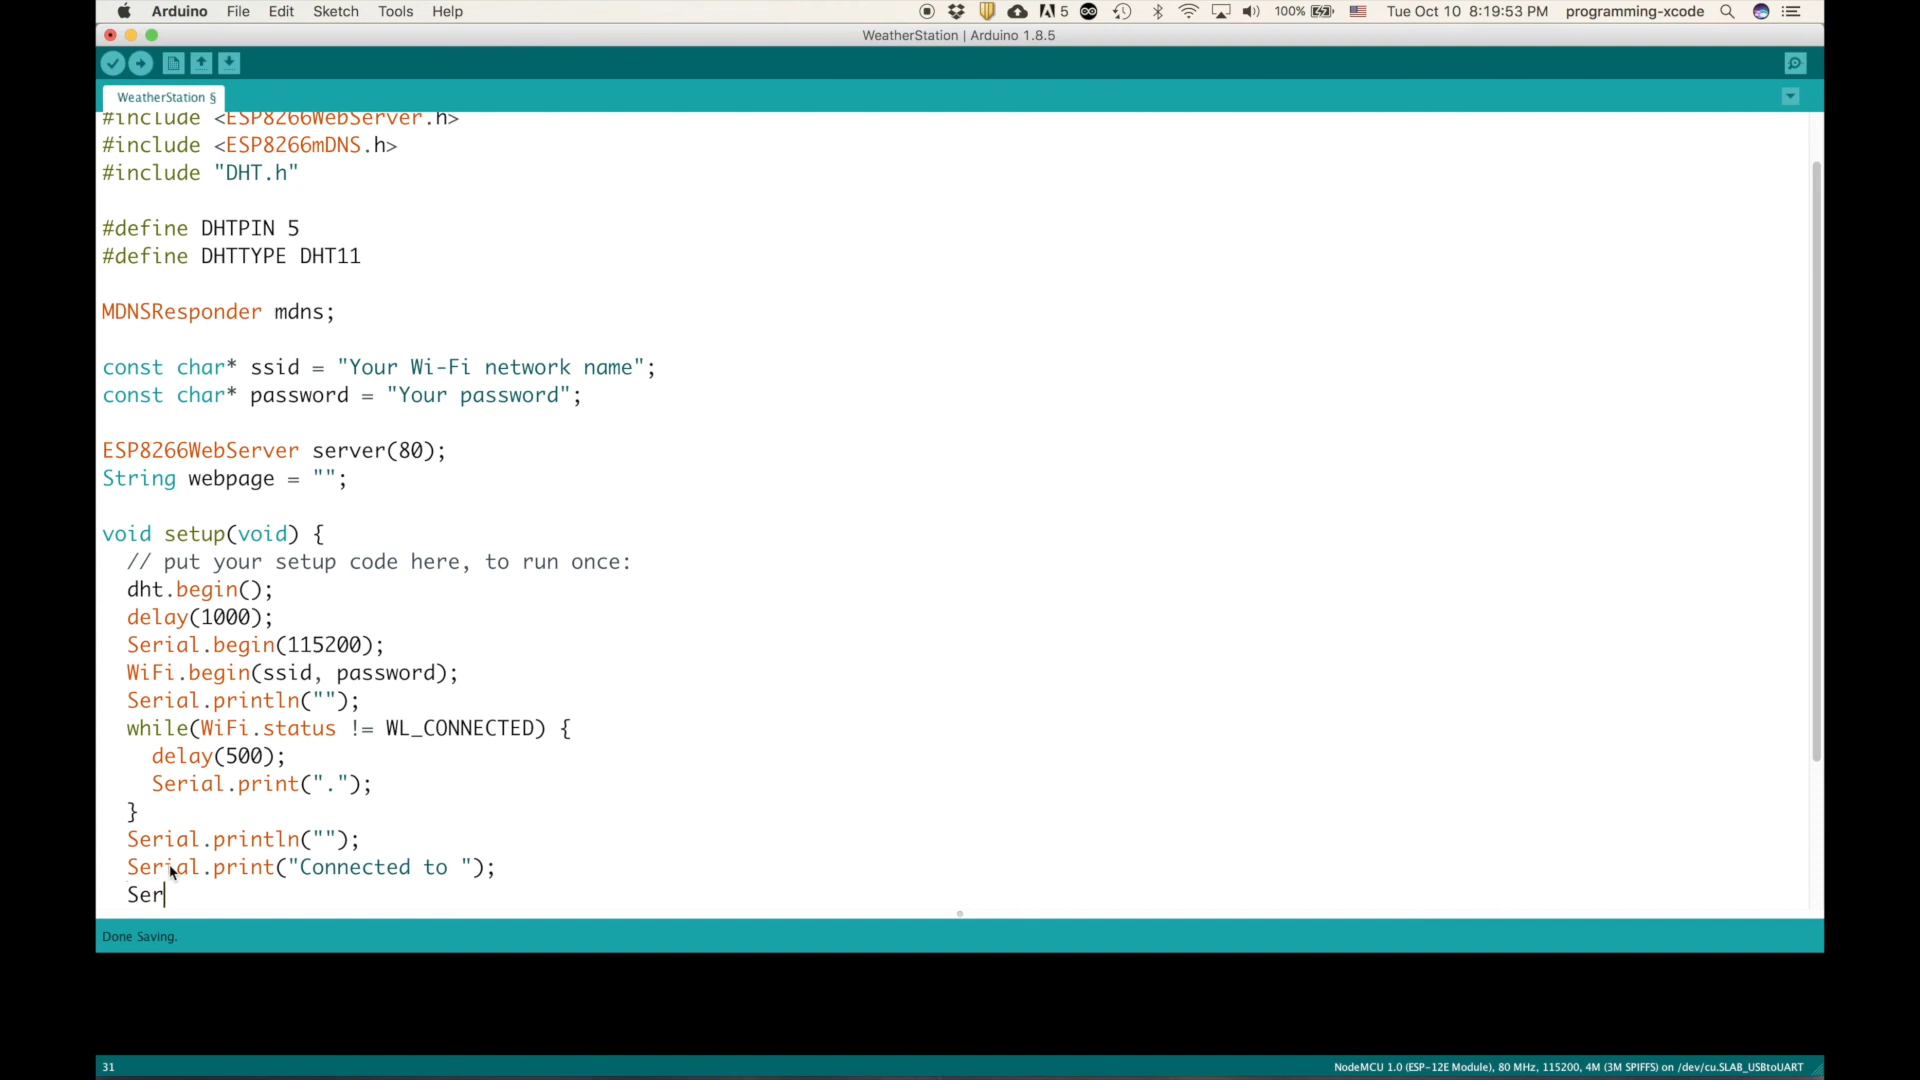 Arduino File Edit Sketch Tools Help 5 100% Tue Oct 10 8:19:53 PM programming-xcode
WeatherStation | Arduino 1.8.5
WeatherStation §
#include <ESP8266WebServer.h>
#include <ESP8266mDNS.h>
#include "DHT.h"
#define DHTPIN 5
#define DHTTYPE DHT11
MDNSResponder mdns;
const char* ssid = "Your Wi-Fi network name";
const char* password = "Your password";
ESP8266WebServer server(80);
String webpage = "";
void setup(void) {
// put your setup code here, to run once:
dht.begin();
delay(1000);
Serial.begin(115200);
WiFi.begin(ssid, password);
Serial.println("");
while(WiFi.status != WL_CONNECTED) {
delay(500);
Serial.print(".");
}
Serial.println("");
Serial.print("Connected to ");
Ser
Done Saving.
31 NodeMCU 1.0 (ESP-12E Module), 80 MHz, 115200, 4M (3M SPIFFS) on /dev/cu.SLAB_USBtoUART